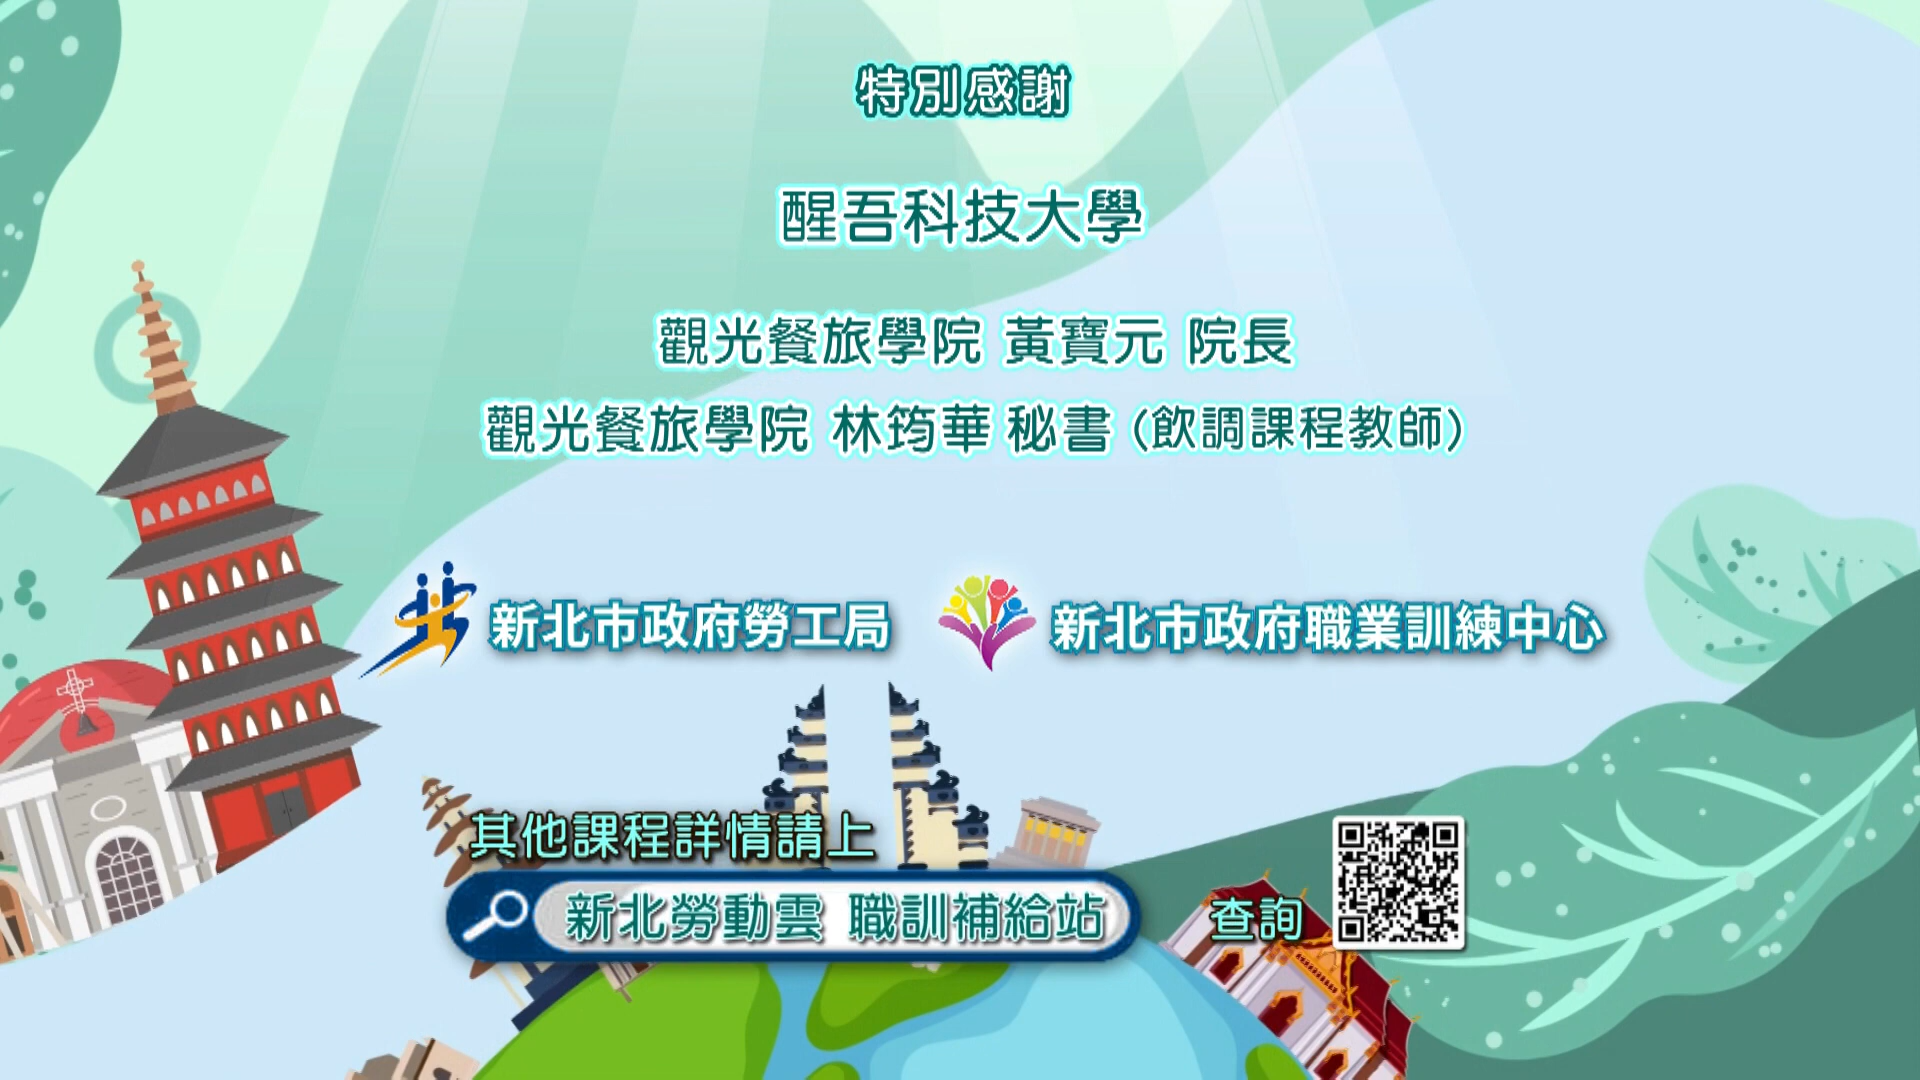 特別感謝
醒吾科技大學
觀光餐旅學院 黃寶元 院長
觀光餐旅學院 林筠華 秘書 (飲調課程教師)
新北市政府勞工局 新北市政府職業訓練中心
其他課程詳情請上
新北勞動雲 職訓補給站 查詢